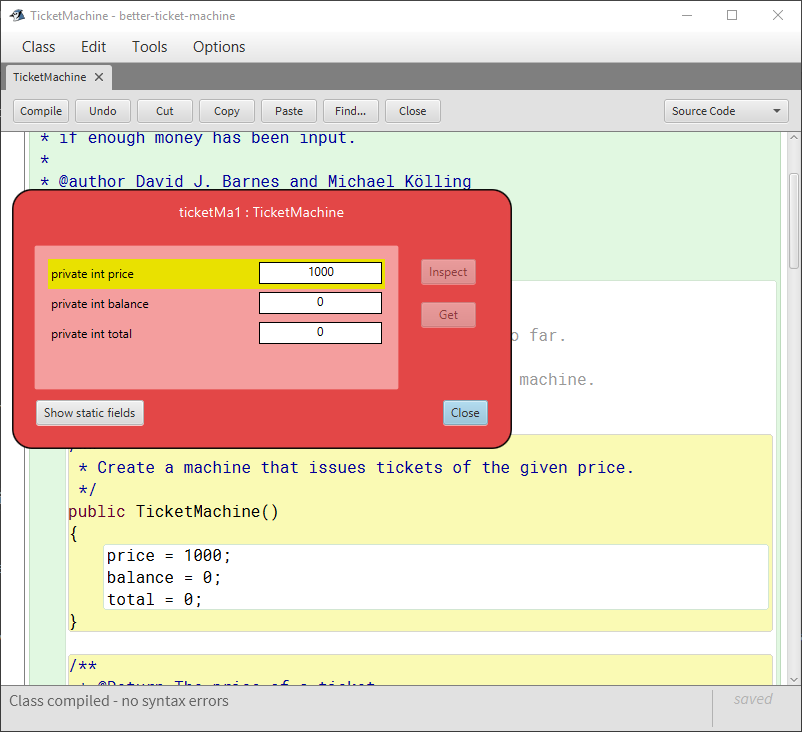 TicketMachine - better-ticket-machine
Class Edit Tools Options
TicketMachine
Compile Undo Cut Copy Paste Find... Close Source Code
* if enough money has been input.
*
* @author David J. Barnes and Michael Kölling
ticketMa1 : TicketMachine
private int price 1000 Inspect
private int balance 0
Get
private int total 0
far.
machine.
Show static fields Close
* Create a machine that issues tickets of the given price.
*/
public TicketMachine()
{
price = 1000;
balance = 0;
total = 0;
}
/**
* @Return The price of a ticket.
Class compiled - no syntax errors saved